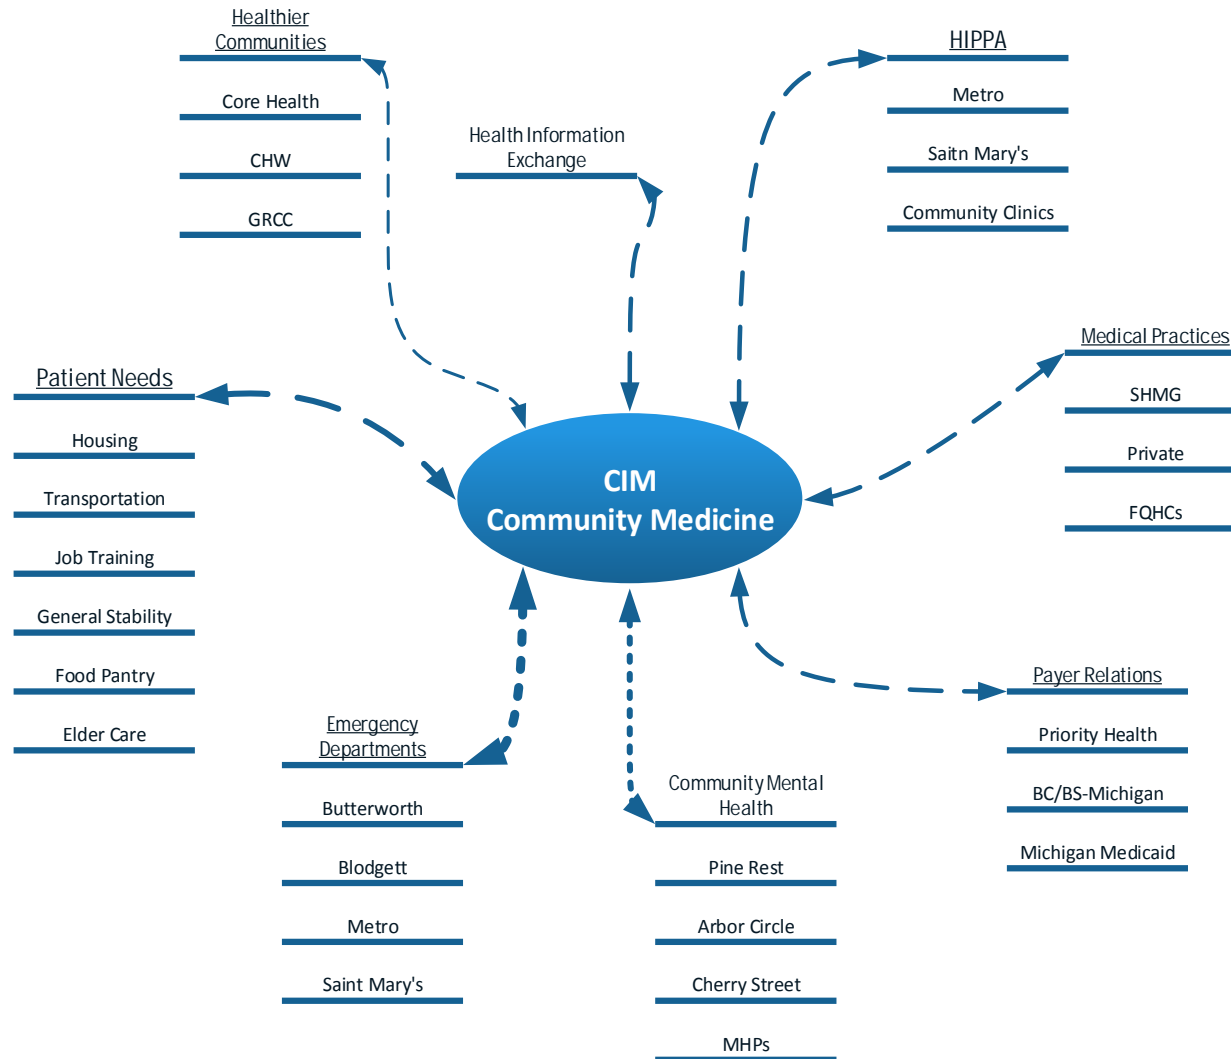 Healthier
Communities
Core Health
CHW
GRCC
Health Information
Exchange
HIPPA
Metro
Saitn Mary's
Community Clinics
Medical Practices
SHMG
Private
FQHCs
Patient Needs
Housing
Transportation
Job Training
General Stability
Food Pantry
Elder Care
CIM
Community Medicine
Emergency
Departments
Butterworth
Blodgett
Metro
Saint Mary's
Community Mental
Health
Pine Rest
Arbor Circle
Cherry Street
MHPs
Payer Relations
Priority Health
BC/BS-Michigan
Michigan Medicaid